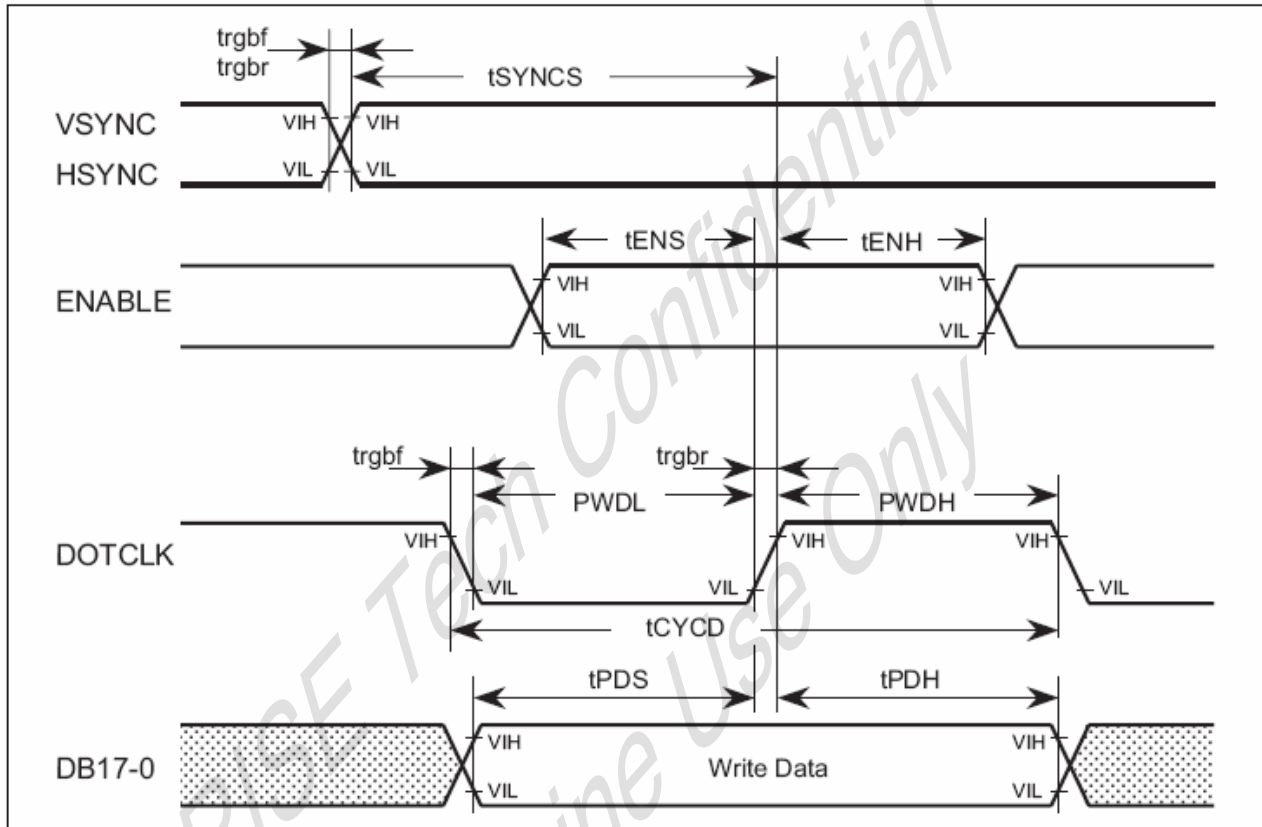 trgbf
trgbr
tSYNCS
VSYNC
VIH
VIH
HSYNC
VIL
VIL
tENS
tENH
ENABLE
VIH
VIH
VIL
VIL
trgbf
trgbr
PWDL
PWDH
DOTCLK
VIH
VIH
VIH
VIL
VIL
VIL
tCYCD
tPDS
tPDH
DB17-0
VIH
VIH
Write Data
VIL
VIL
RISE Tech Confidential
ine Use Only